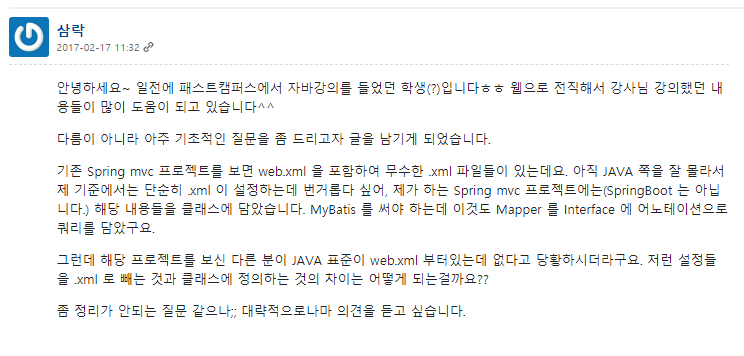 삼락
2017-02-17 11:32
안녕하세요~ 일전에 패스트캠퍼스에서 자바강의를 들었던 학생(?)입니다ㅎㅎ 웹으로 전직해서 강사님 강의했던 내
용들이 많이 도움이 되고 있습니다^^
다름이 아니라 아주 기초적인 질문을 좀 드리고자 글을 남기게 되었습니다.
기존 Spring mvc 프로젝트를 보면 web.xml 을 포함하여 무수한 .xml 파일들이 있는데요. 아직 JAVA 쪽을 잘 몰라서
제 기준에서는 단순히 .xml 이 설정하는데 번거롭다 싶어, 제가 하는 Spring mvc 프로젝트에는(SpringBoot 는 아닙
니다.) 해당 내용들을 클래스에 담았습니다. MyBatis 를 써야 하는데 이것도 Mapper 를 Interface 에 어노테이션으로
쿼리를 담았구요.
그런데 해당 프로젝트를 보신 다른 분이 JAVA 표준이 web.xml 부터있는데 없다고 당황하시더라구요. 저런 설정들
을 .xml 로 빼는 것과 클래스에 정의하는 것의 차이는 어떻게 되는걸까요??
좀 정리가 안되는 질문 같으나;; 대략적으로나마 의견을 듣고 싶습니다.